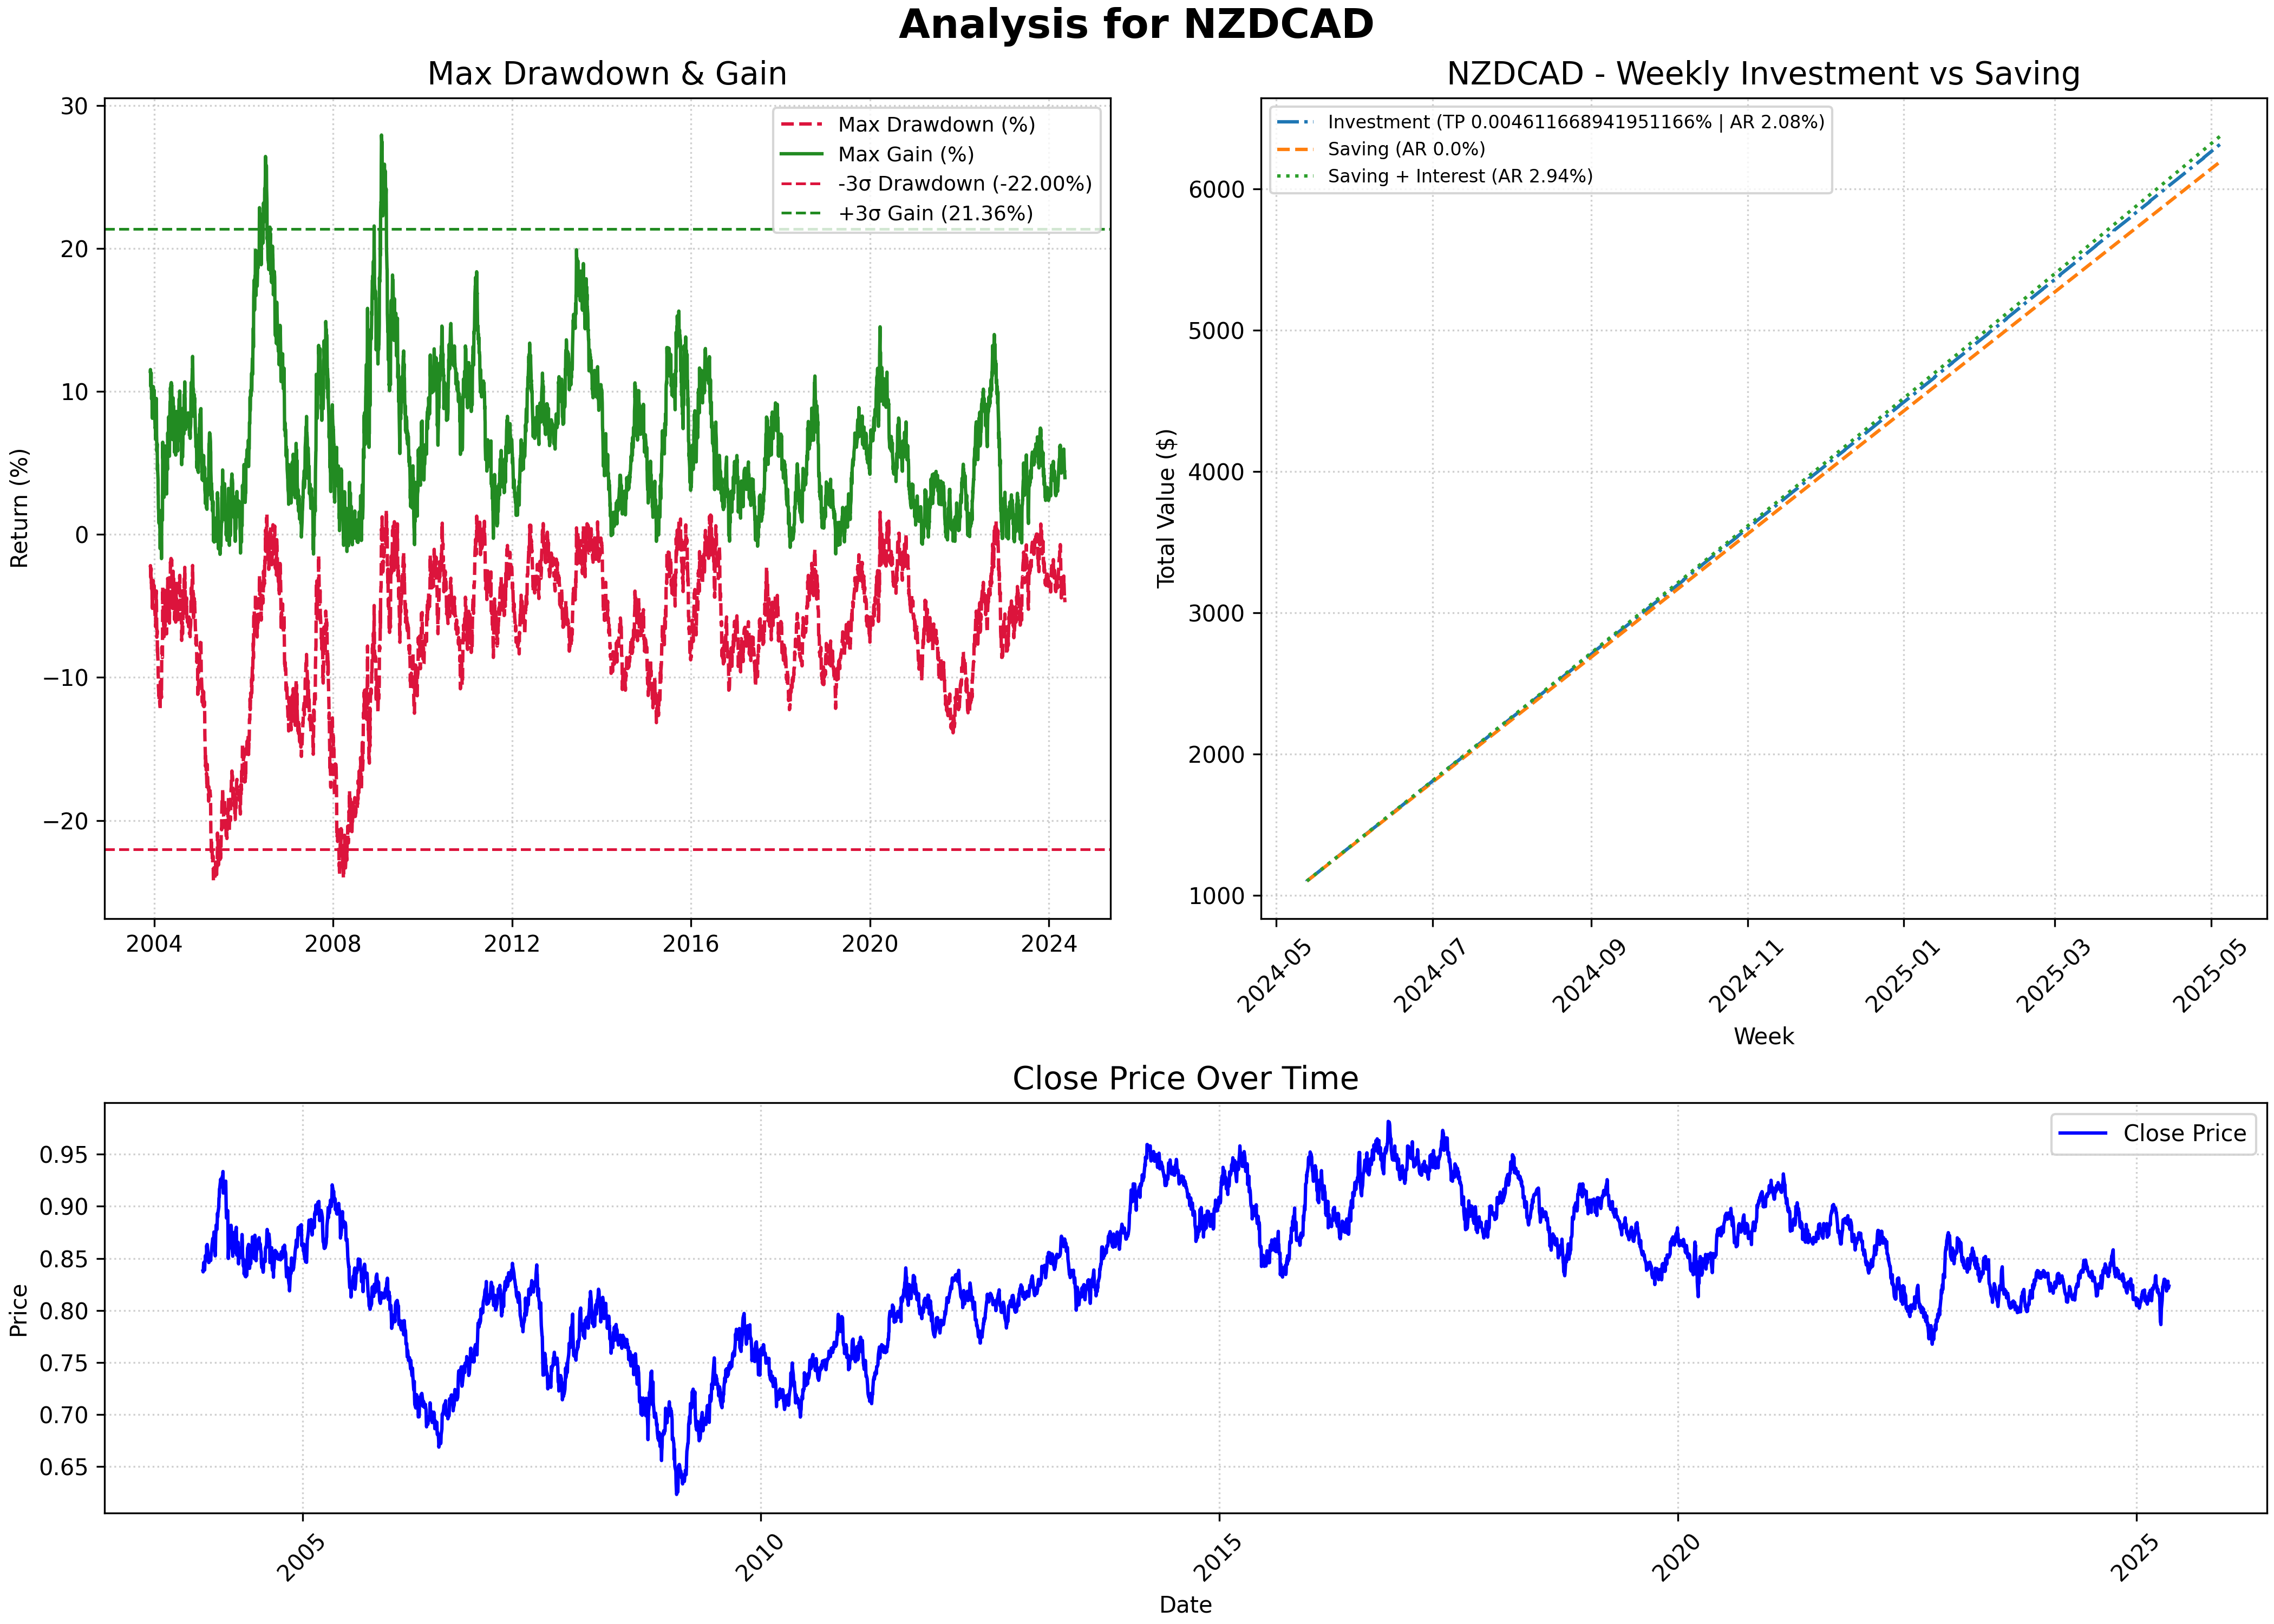 Analysis for NZDCAD
Max Drawdown & Gain
Return (%)
30
20
10
0
−10
−20
2004
2008
2012
2016
2020
2024
Max Drawdown (%)
Max Gain (%)
-3σ Drawdown (-22.00%)
+3σ Gain (21.36%)
NZDCAD - Weekly Investment vs Saving
Total Value ($)
6000
5000
4000
3000
2000
1000
Investment (TP 0.004611668941951166% | AR 2.08%)
Saving (AR 0.0%)
Saving + Interest (AR 2.94%)
2024-05
2024-07
2024-09
2024-11
2025-01
2025-03
2025-05
Week
Close Price Over Time
Price
0.95
0.90
0.85
0.80
0.75
0.70
0.65
Close Price
2005
2010
2015
2020
2025
Date